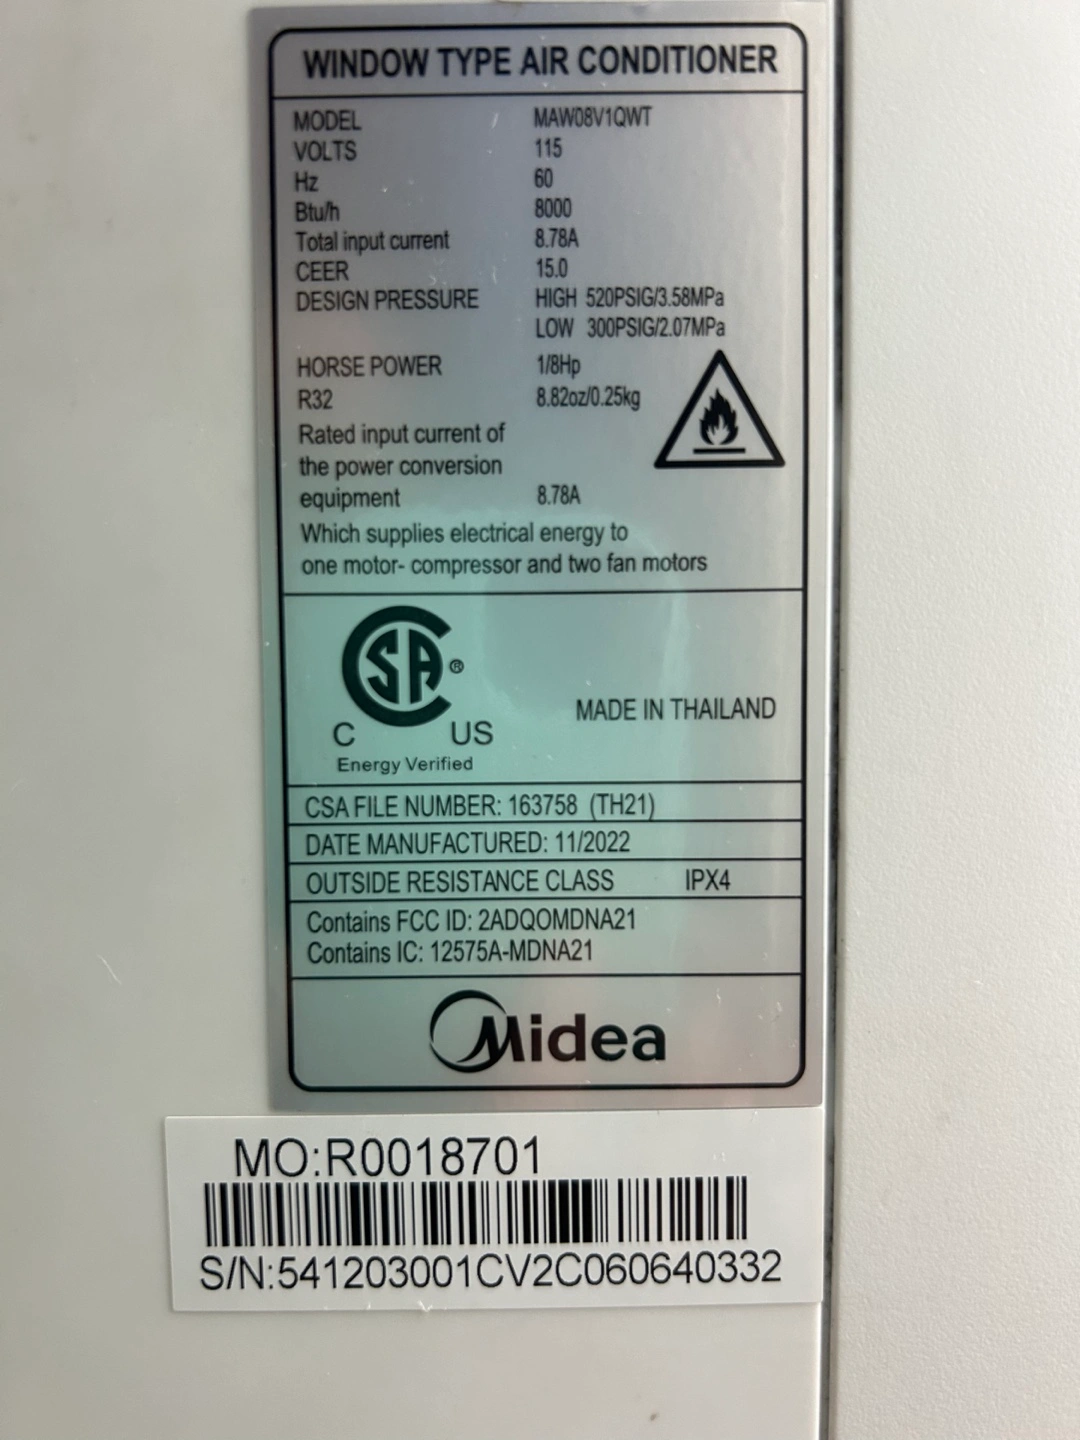 WINDOW TYPE AIR CONDITIONER
MODEL MAW08V1QWT
VOLTS 115
Hz 60
Btu/h 8000
Total input current 8.78A
CEER 15.0
DESIGN PRESSURE HIGH 520PSIG/3.58MPa
LOW 300PSIG/2.07MPa
HORSE POWER 1/8Hp
R32 8.82oz/0.25kg
Rated input current of
the power conversion
equipment 8.78A
Which supplies electrical energy to
one motor- compressor and two fan motors
CSA ®
C US
Energy Verified
MADE IN THAILAND
CSA FILE NUMBER: 163758 (TH21)
DATE MANUFACTURED: 11/2022
OUTSIDE RESISTANCE CLASS IPX4
Contains FCC ID: 2ADQOMDNA21
Contains IC: 12575A-MDNA21
Midea
MO:R0018701
S/N:541203001CV2C060640332